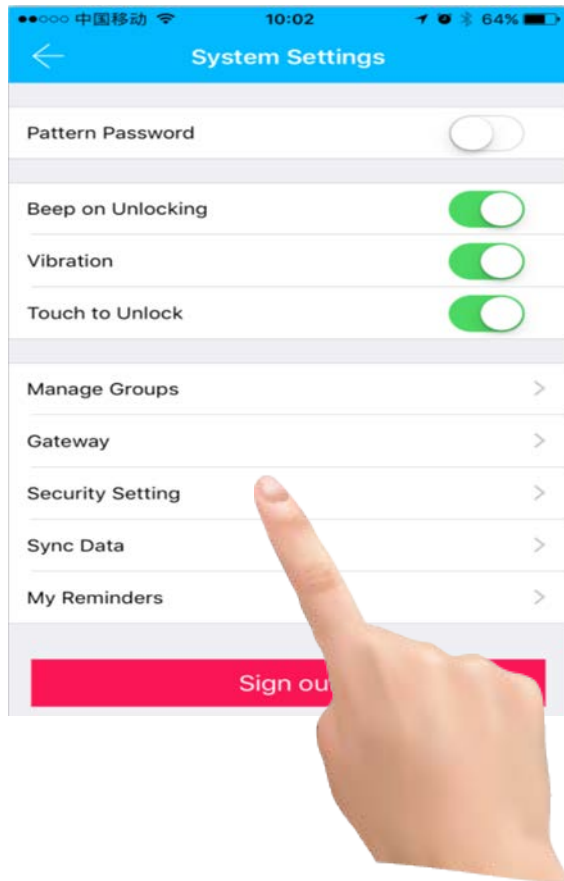 中国移动 10:02 64%
System Settings
Pattern Password
Beep on Unlocking
Vibration
Touch to Unlock
Manage Groups
Gateway
Security Setting
Sync Data
My Reminders
Sign ou